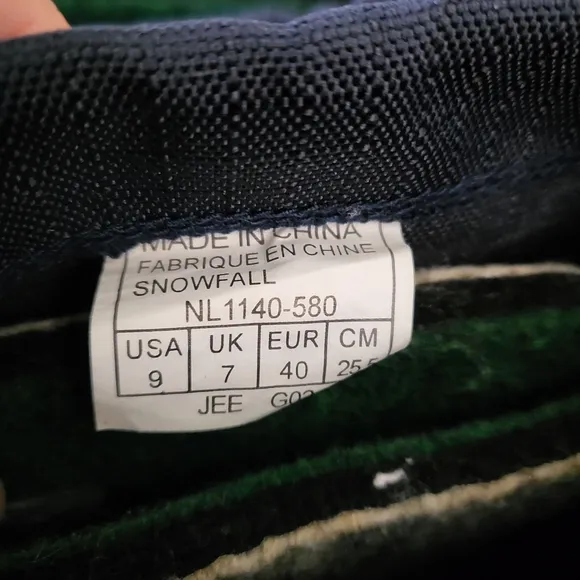 MADE IN CHINA
FABRIQUE EN CHINE
SNOWFALL
NL1140-580
USA UK EUR CM
9 7 40 25.5
JEE